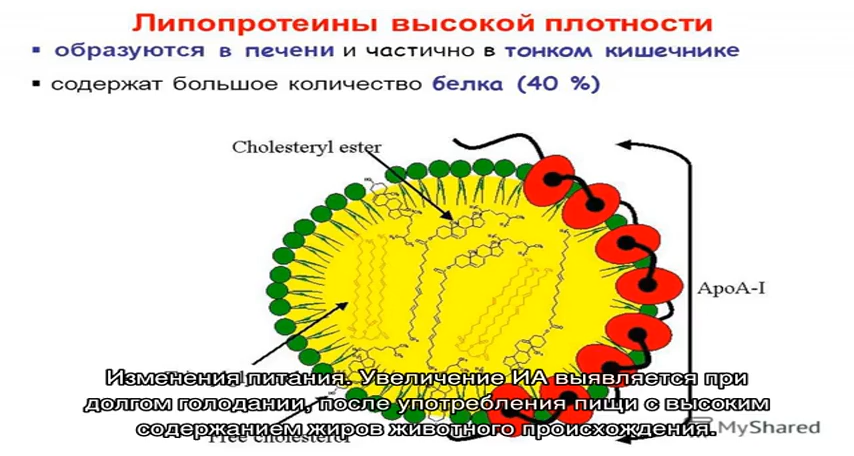 Липопротеины высокой плотности
▪ образуются в печени и частично в тонком кишечнике
▪ содержат большое количество белка (40 %)
Cholesteryl ester
ApoA-I
Изменения питания. Увеличение ИА выявляется при
долгом голодании, после употребления пищи с высоким
содержанием жиров животного происхождения.
Free cholesterol
MyShared